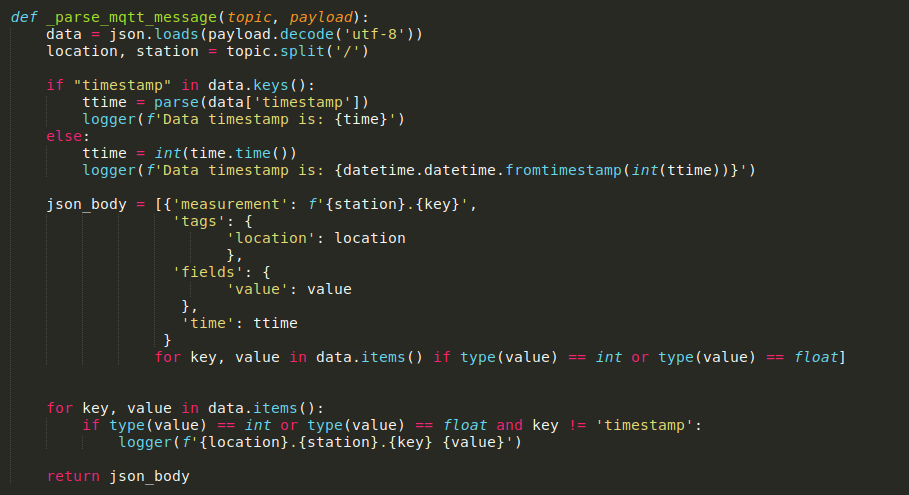 def _parse_mqtt_message(topic, payload):
    data = json.loads(payload.decode('utf-8'))
    location, station = topic.split('/')

    if "timestamp" in data.keys():
        ttime = parse(data['timestamp'])
        logger(f'Data timestamp is: {time}')
    else:
        ttime = int(time.time())
        logger(f'Data timestamp is: {datetime.datetime.fromtimestamp(int(ttime))}')

    json_body = [{'measurement': f'{station}.{key}',
                  'tags': {
                        'location': location
                        },
                  'fields': {
                        'value': value
                   },
                   'time': ttime
                 }
                for key, value in data.items() if type(value) == int or type(value) == float]

    for key, value in data.items():
        if type(value) == int or type(value) == float and key != 'timestamp':
            logger(f'{location}.{station}.{key} {value}')

    return json_body